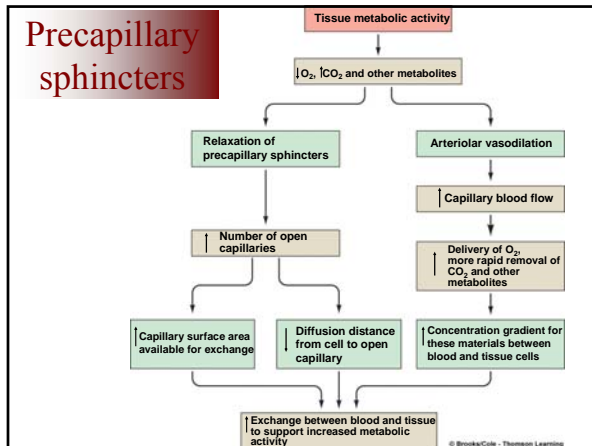 Precapillary
sphincters
Tissue metabolic activity
↓O₂, ↑CO₂ and other metabolites
Relaxation of
precapillary sphincters
Arteriolar vasodilation
↑ Capillary blood flow
↑ Number of open
capillaries
↑ Delivery of O₂,
more rapid removal of
CO₂ and other
metabolites
↑ Capillary surface area
available for exchange
↓ Diffusion distance
from cell to open
capillary
↑ Concentration gradient for
these materials between
blood and tissue cells
↑ Exchange between blood and tissue
to support increased metabolic
activity
© Brooks/Cole - Thomson Learning